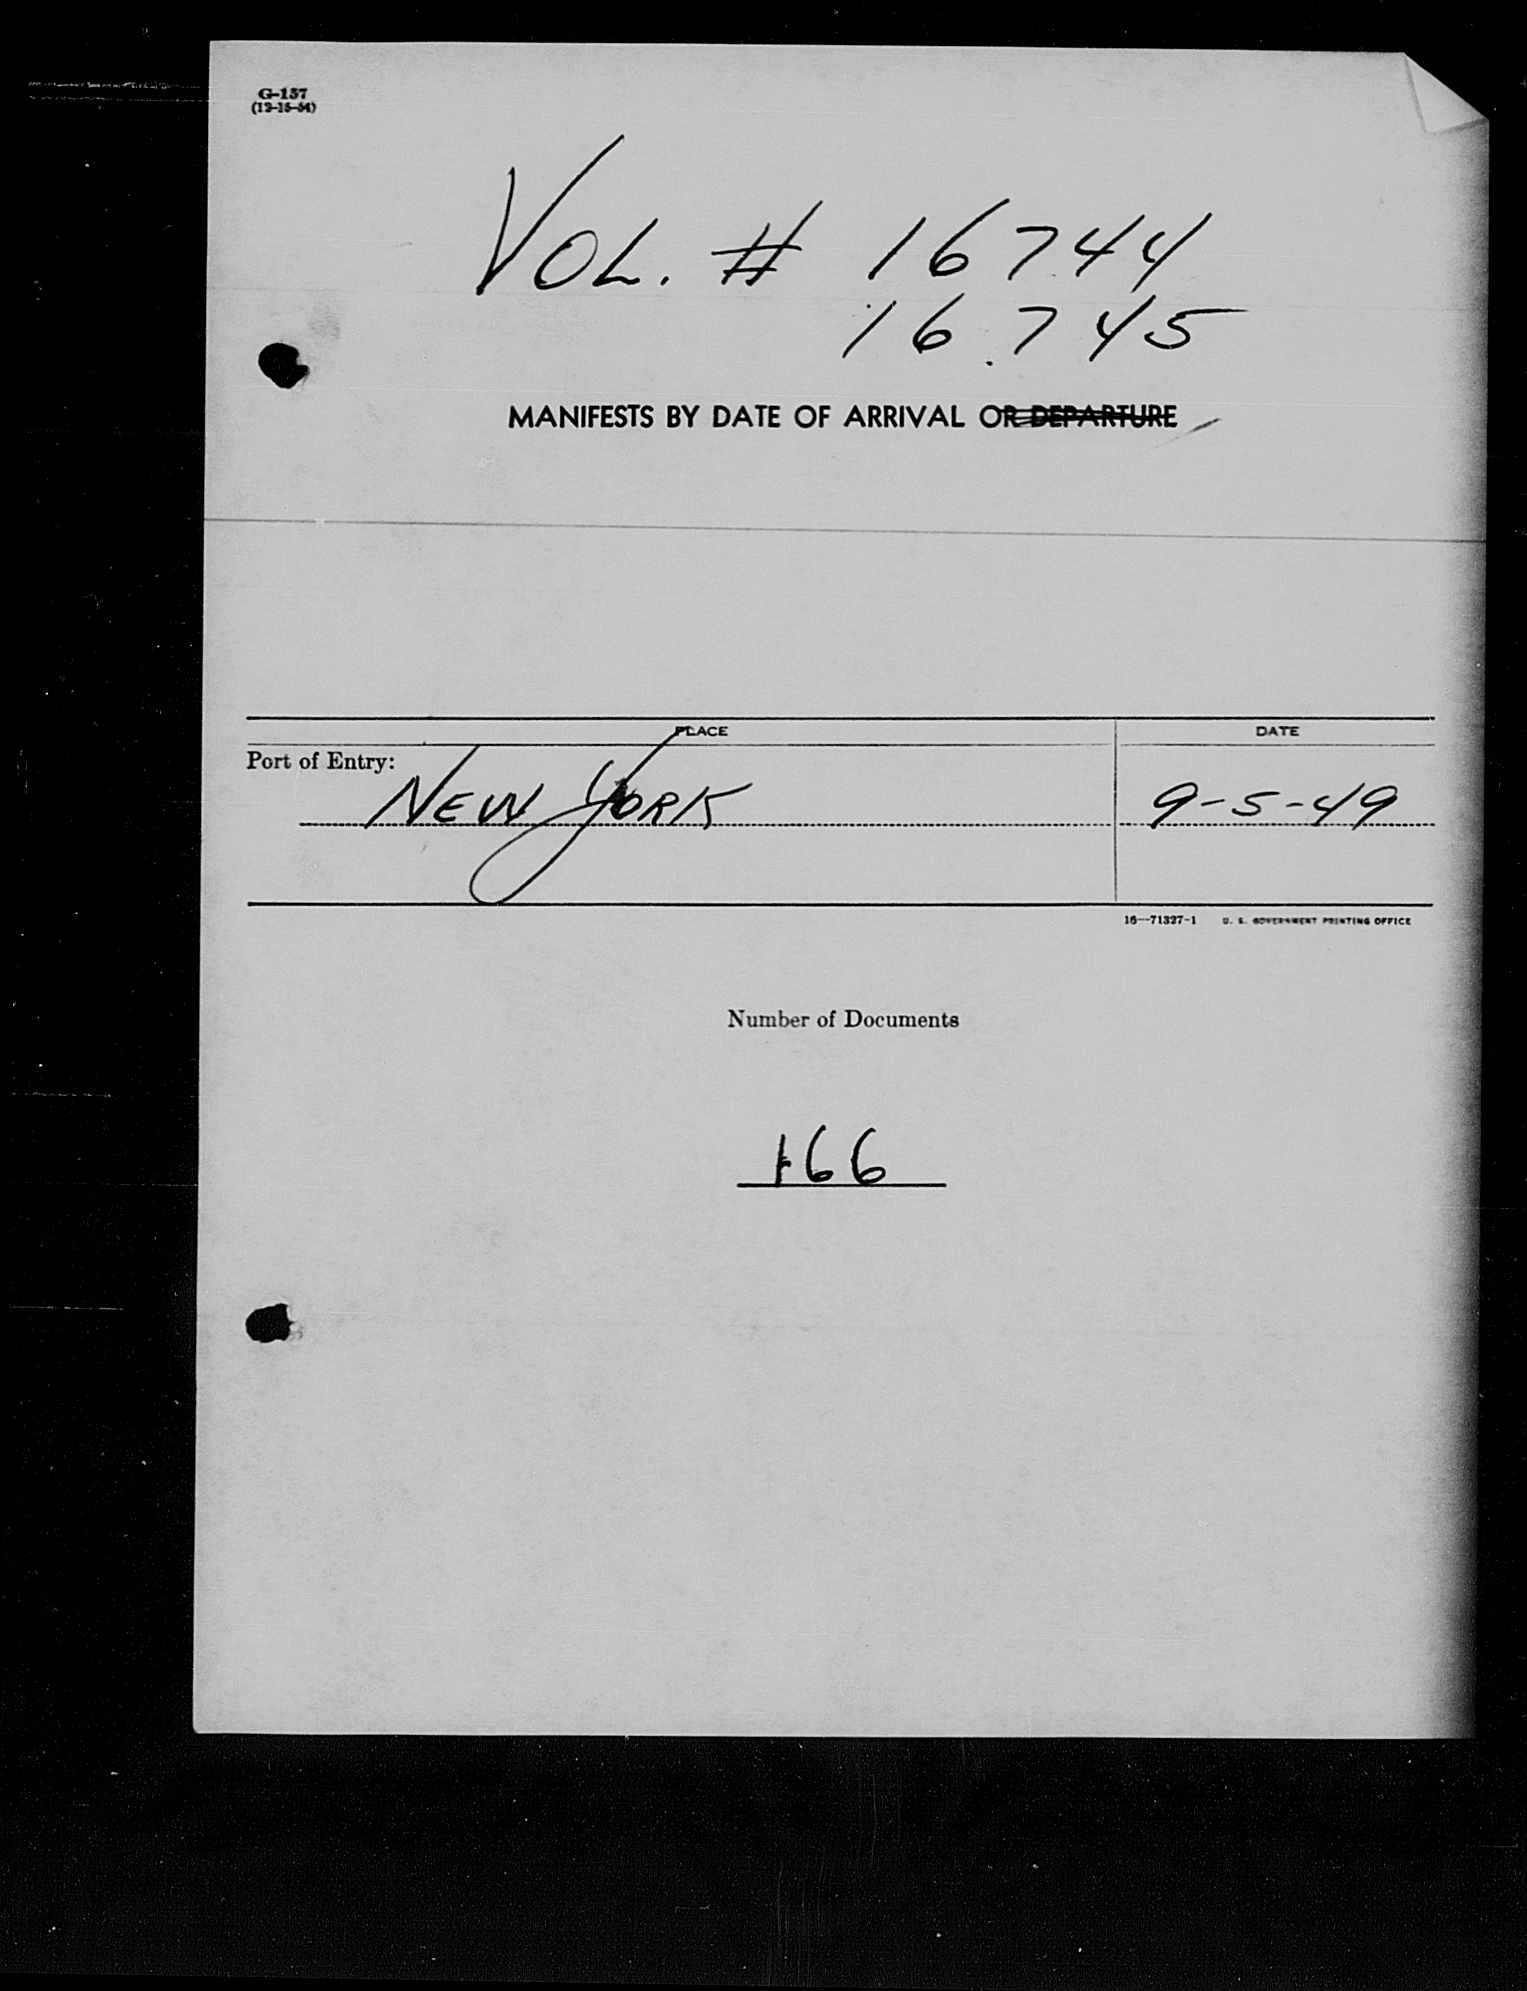 G-157
(12-15-54)
VOL. # 16744
16745
MANIFESTS BY DATE OF ARRIVAL OR DEPARTURE
PLACE
DATE
Port of Entry:
NEW YORK
9-5-49
16—71327-1 U. S. GOVERNMENT PRINTING OFFICE
Number of Documents
166